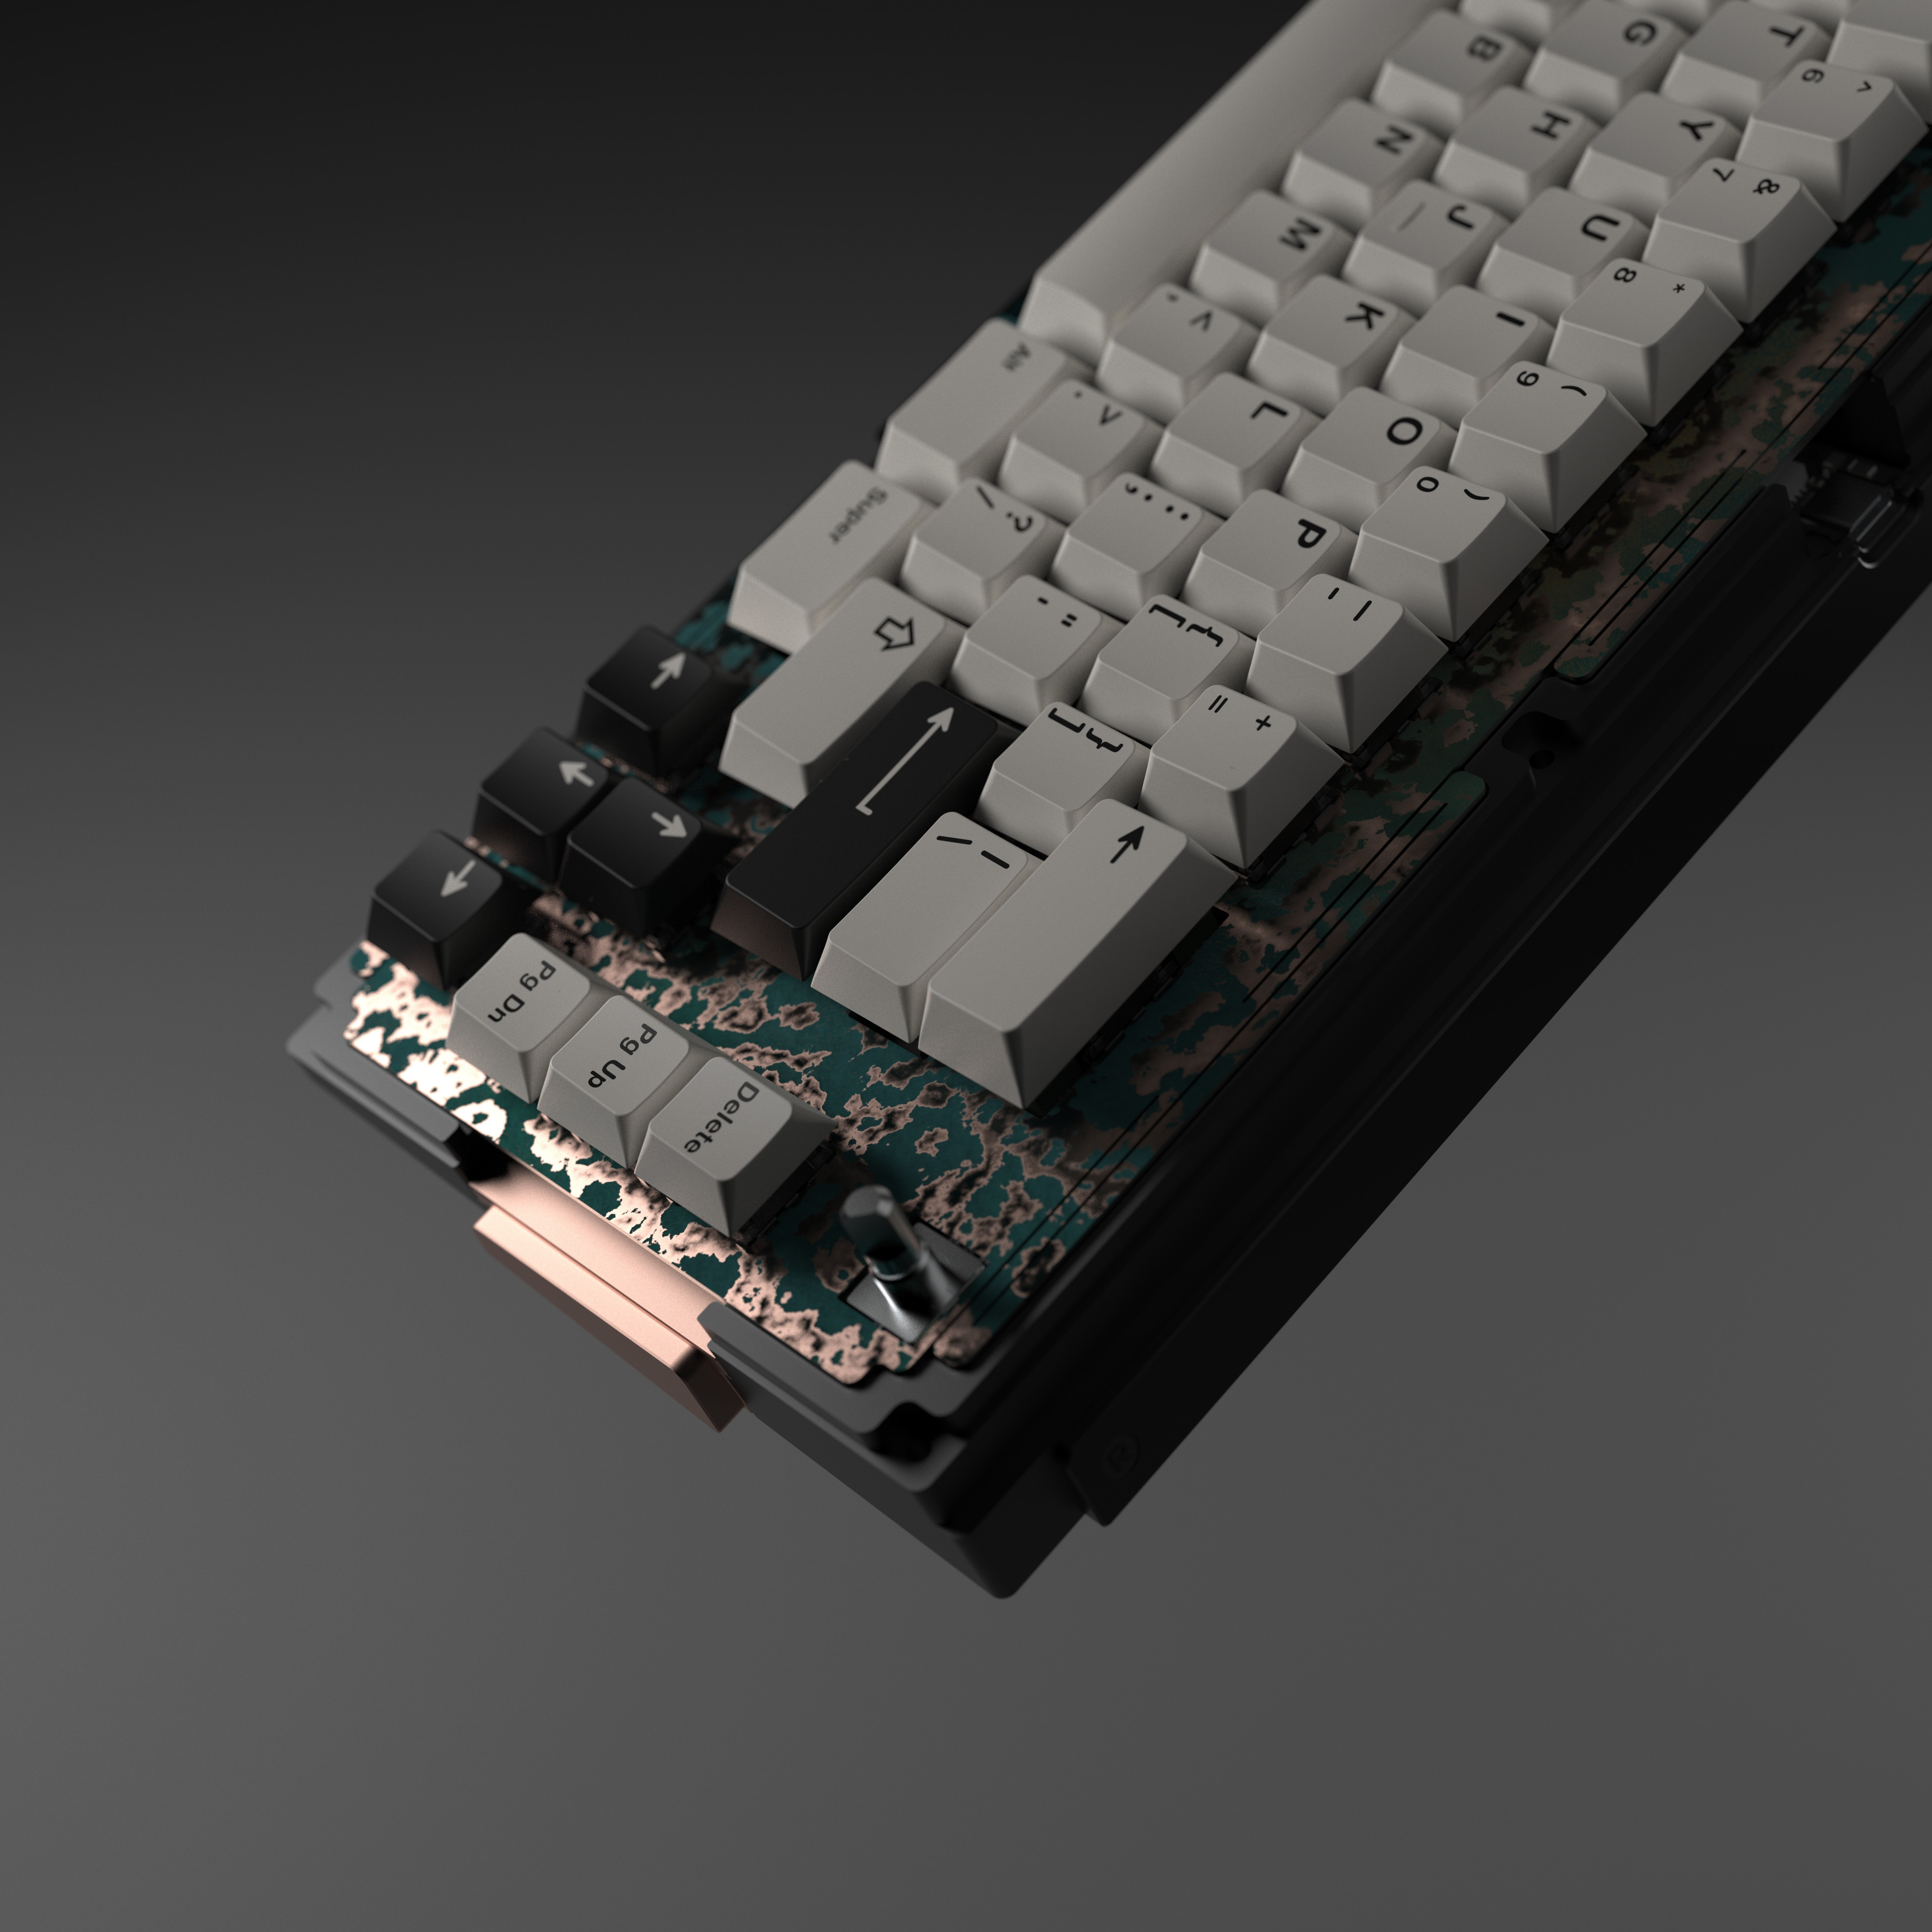 ^ 6
& 7
* 8
( 9
) 0
_ -
+ =
T
Y
U
I
O
P
{ [
} ]
| \
G
H
J
K
L
: ;
" '
B
N
M
< ,
> .
? /
Alt
Super
Delete
Pg Up
Pg Dn
R